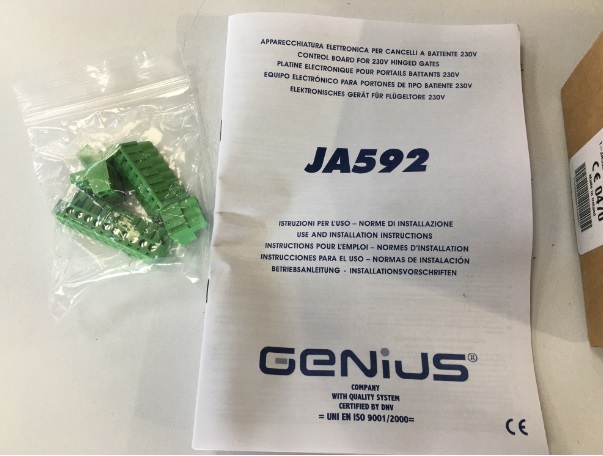 APPARECCHIATURA ELETTRONICA PER CANCELLI A BATTENTE 230V
CONTROL BOARD FOR 230V HINGED GATES
PLATINE ELECTRONIQUE POUR PORTAILS BATTANTS 230V
EQUIPO ELECTRÓNICO PARA PORTONES DE TIPO BATIENTE 230V
ELEKTRONISCHES GERÄT FÜR FLÜGELTORE 230V
JA592
ISTRUZIONI PER L'USO – NORME DI INSTALLAZIONE
USE AND INSTALLATION INSTRUCTIONS
INSTRUCTIONS POUR L'EMPLOI – NORMES D'INSTALLATION
INSTRUCCIONES PARA EL USO – NORMAS DE INSTALACIÓN
BETRIEBSANLEITUNG - INSTALLATIONSVORSCHRIFTEN
GENiUS®
COMPANY
WITH QUALITY SYSTEM
CERTIFIED BY DNV
= UNI EN ISO 9001/2000=
CE
CE 0470